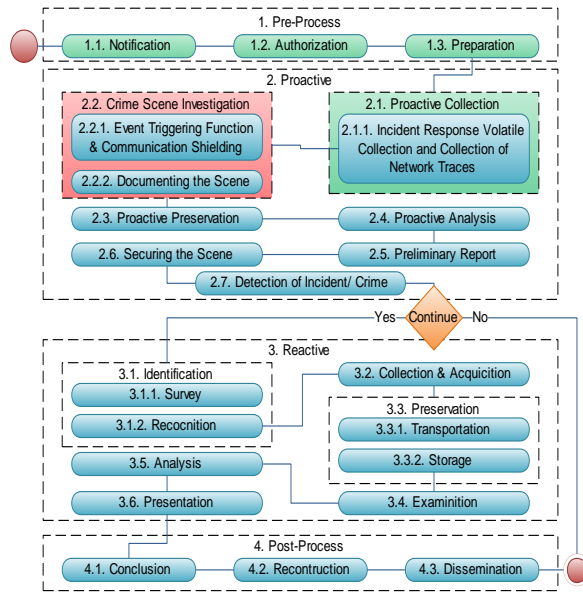 1. Pre-Process
1.1. Notification
1.2. Authorization
1.3. Preparation
2. Proactive
2.2. Crime Scene Investigation
2.2.1. Event Triggering Function
& Communication Shielding
2.2.2. Documenting the Scene
2.1. Proactive Collection
2.1.1. Incident Response Volatile
Collection and Collection of
Network Traces
2.3. Proactive Preservation
2.4. Proactive Analysis
2.6. Securing the Scene
2.5. Preliminary Report
2.7. Detection of Incident/ Crime
Yes
Continue
No
3. Reactive
3.1. Identification
3.1.1. Survey
3.1.2. Recocnition
3.2. Collection & Acquicition
3.3. Preservation
3.3.1. Transportation
3.3.2. Storage
3.5. Analysis
3.6. Presentation
3.4. Examinition
4. Post-Process
4.1. Conclusion
4.2. Recontruction
4.3. Dissemination